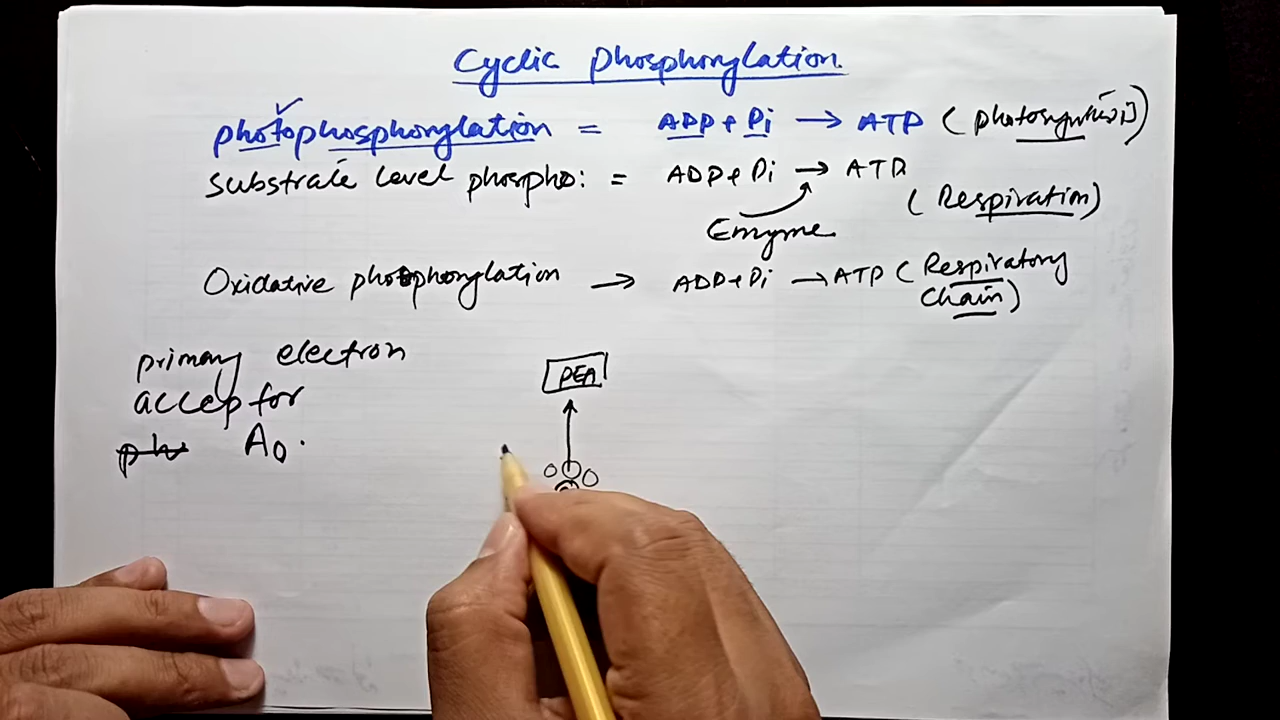 Cyclic phosphorylation
photophosphorylation = ADP + Pi → ATP (photosynthesis)
Substrate level phospho: = ADP + Pi → ATP
Enzyme
(Respiration)
Oxidative photophorylation → ADP + Pi → ATP (Respiratory
chain)
primary electron
acceptor
A0.
PEA